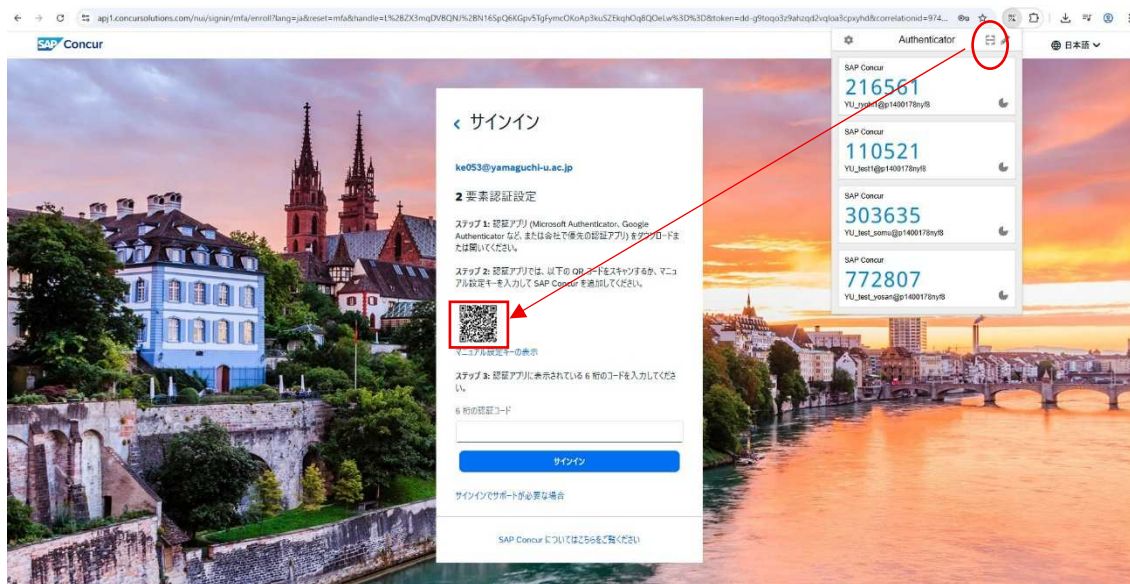 apj1.concursolutions.com/nui/signin/mfa/enroll?lang=ja&reset=mfa&handle=
SAP Concur
日本語
Authenticator
SAP Concur
216561
SAP Concur
110521
YU_test1@p1400178nyf8
SAP Concur
303635
YU_test_somu@p1400178nyf8
SAP Concur
772807
YU_test_yosan@p1400178nyf8
サインイン
ke053@yamaguchi-u.ac.jp
2 要素認証設定
ステップ 1: 認証アプリ (Microsoft Authenticator、Google
Authenticator など、または会社で優先の認証アプリ) をダウンロードま
たは開いてください。
ステップ 2: 認証アプリでは、以下の QR コードをスキャンするか、マニュ
アル設定キーを入力して SAP Concur を追加してください。
マニュアル設定キーの表示
ステップ 3: 認証アプリに表示されている 6 桁のコードを入力してくださ
い。
6 桁の認証コード
サインイン
サインインでサポートが必要な場合
SAP Concur についてはこちらをご覧ください